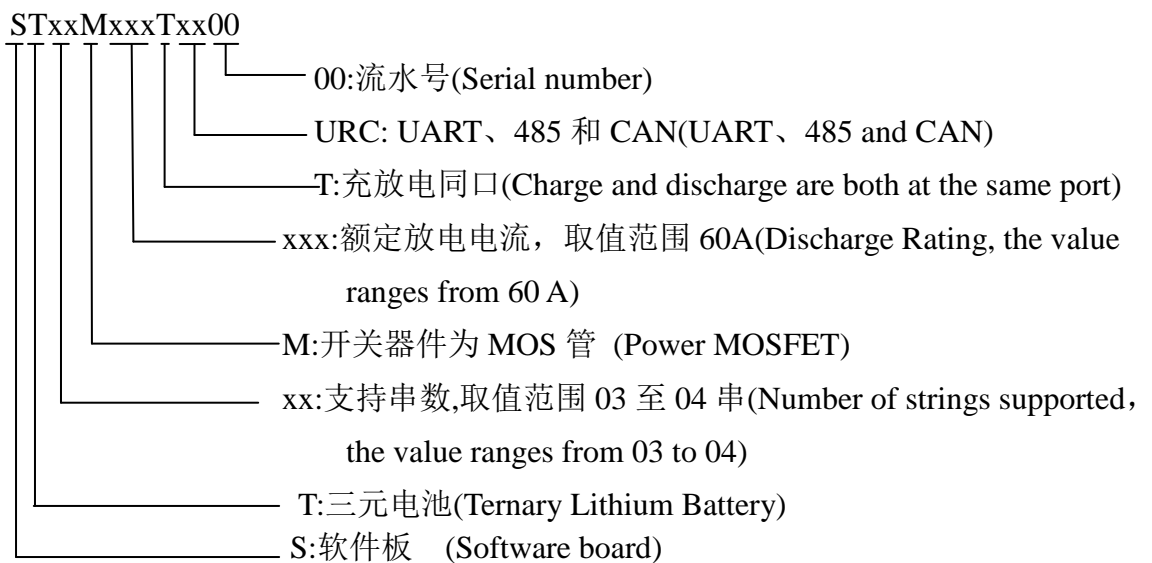 STxxMxxxTxx00
00:流水号(Serial number)
URC: UART、485 和 CAN(UART、485 and CAN)
T:充放电同口(Charge and discharge are both at the same port)
xxx:额定放电电流，取值范围 60A(Discharge Rating, the value
ranges from 60 A)
M:开关器件为 MOS 管 (Power MOSFET)
xx:支持串数,取值范围 03 至 04 串(Number of strings supported，
the value ranges from 03 to 04)
T:三元电池(Ternary Lithium Battery)
S:软件板 (Software board)